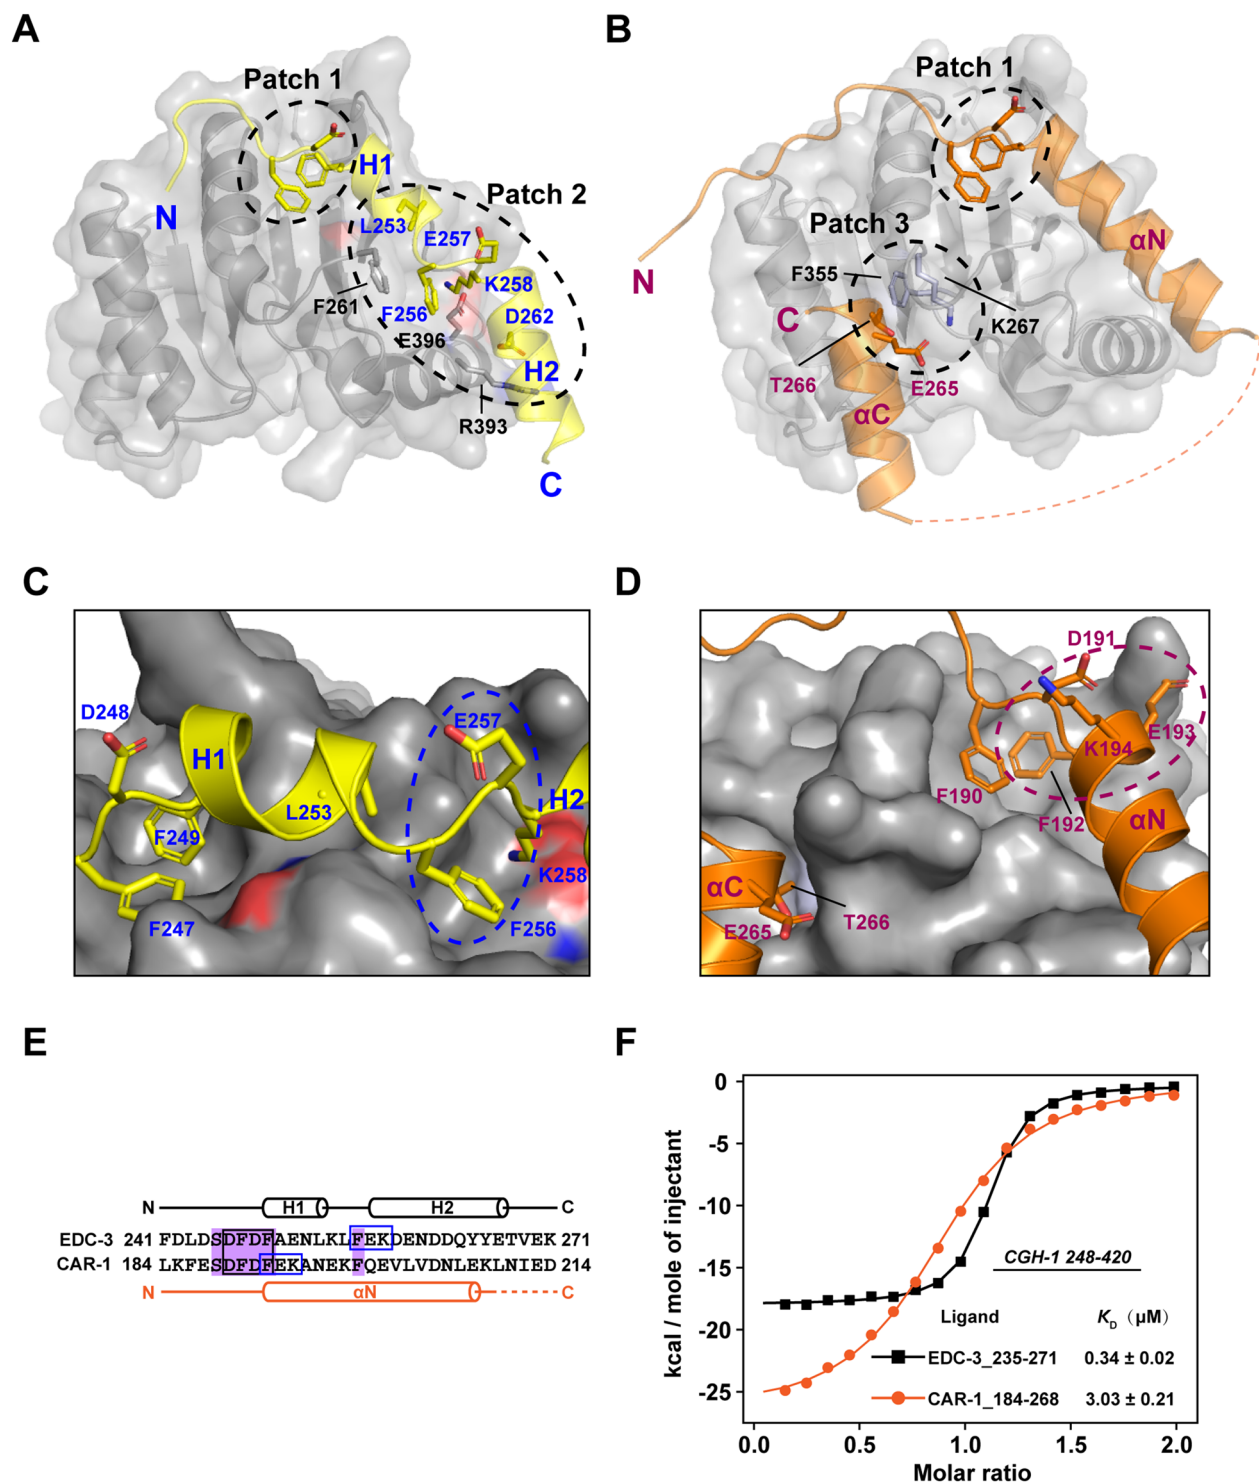 A
Patch 1
H1
Patch 2
N
L253
E257
K258
F261
F256
D262
E396
H2
R393
C
B
Patch 1
αN
Patch 3
F355
N
C
K267
T266
E265
αC
C
D248
E257
H1
L253
H2
F249
K258
F247
F256
D
D191
E193
K194
F190
F192
αN
αC
T266
E265
E
N H1 H2 C
EDC-3 241 FDLDSDFDFAENLKLFEKDENDDQYYETVEK 271
CAR-1 184 LKFESDFDFEKANEKFQEVLVDNLEKLNIED 214
N αN C
F
0
-5
-10
-15
-20
-25
kcal / mole of injectant
CGH-1 248-420
Ligand KD (μM)
EDC-3_235-271 0.34 ± 0.02
CAR-1_184-268 3.03 ± 0.21
0.0 0.5 1.0 1.5 2.0
Molar ratio